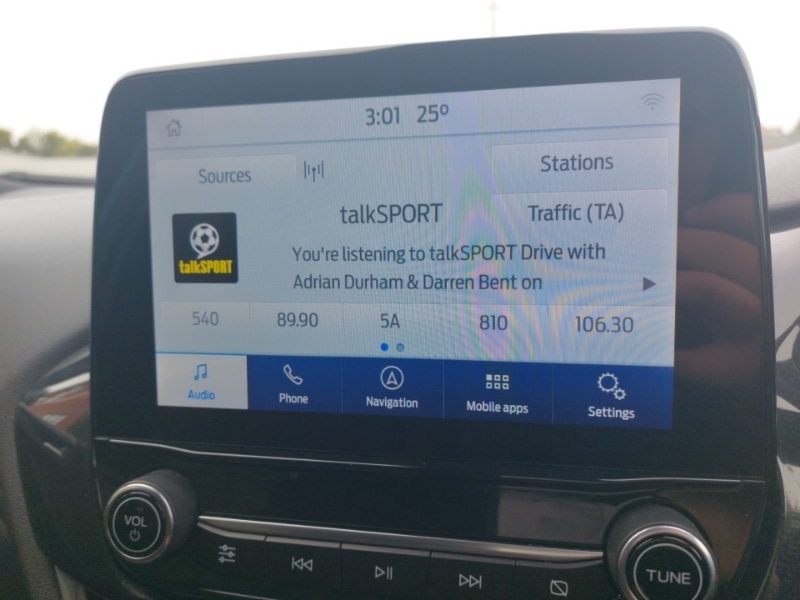 3:01 25º
Sources
Stations
talkSPORT
Traffic (TA)
talkSPORT
You're listening to talkSPORT Drive with
Adrian Durham & Darren Bent on
540 89.90 5A 810 106.30
Audio Phone Navigation Mobile apps Settings
VOL
TUNE